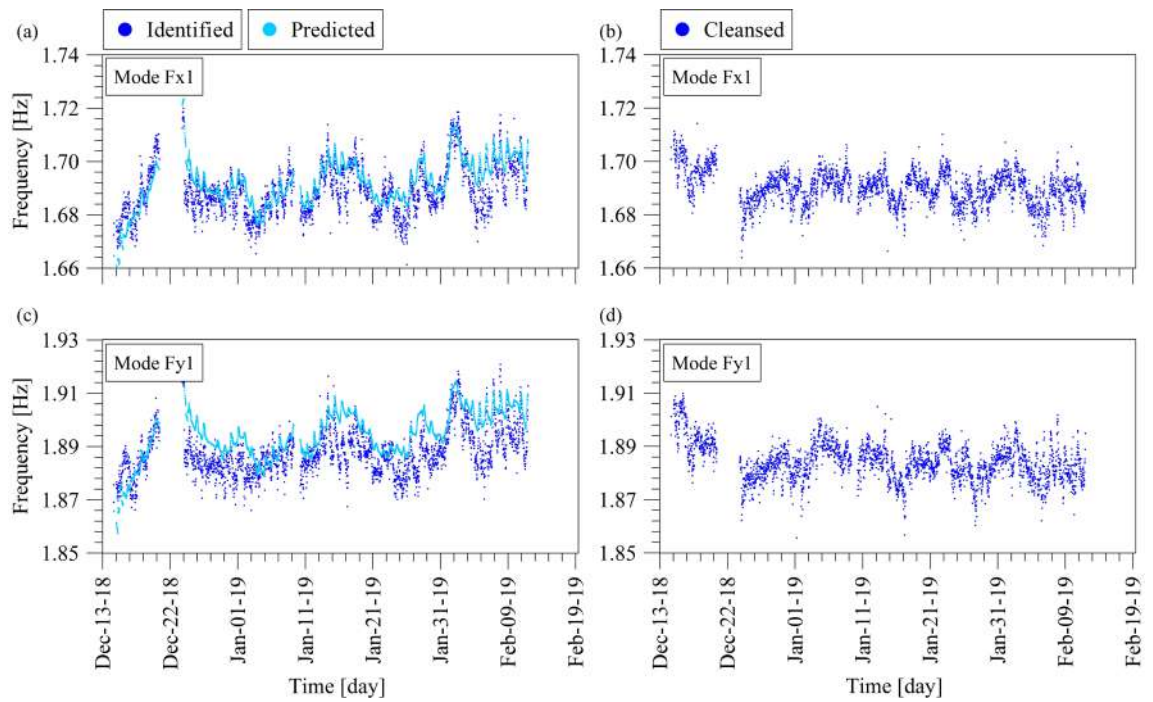 (a)
Identified
Predicted
(b)
Cleansed
1.74
1.72
1.70
1.68
1.66
Frequency [Hz]
Mode Fx1
1.74
1.72
1.70
1.68
1.66
Mode Fx1
(c)
1.93
1.91
1.89
1.87
1.85
Frequency [Hz]
Mode Fy1
(d)
1.93
1.91
1.89
1.87
1.85
Mode Fy1
Dec-13-18
Dec-22-18
Jan-01-19
Jan-11-19
Jan-21-19
Jan-31-19
Feb-09-19
Feb-19-19
Time [day]
Dec-13-18
Dec-22-18
Jan-01-19
Jan-11-19
Jan-21-19
Jan-31-19
Feb-09-19
Feb-19-19
Time [day]